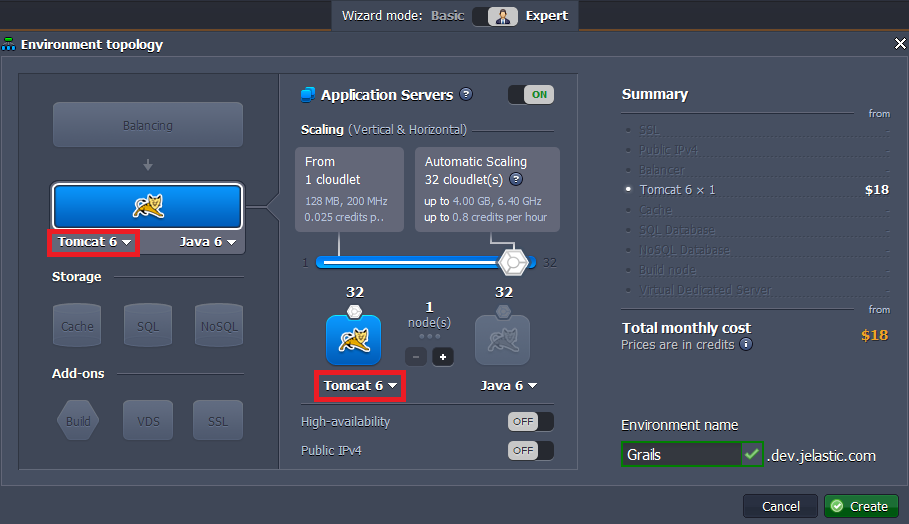 Wizard mode: Basic Expert
Environment topology
Balancing
Tomcat 6 Java 6
Storage
Cache SQL NoSQL
Add-ons
Build VDS SSL
Application Servers ? ON
Scaling (Vertical & Horizontal)
From
1 cloudlet
128 MB, 200 MHz
0.025 credits p..
Automatic Scaling
32 cloudlet(s) ?
up to 4.00 GB, 6.40 GHz
up to 0.8 credits per hour
1 32
32 1 32
node(s)
- +
Tomcat 6 Java 6
High-availability OFF
Public IPv4 OFF
Summary
from
SSL -
Public IPv4 -
Balancer -
Tomcat 6 × 1 $18
Cache -
SQL Database -
NoSQL Database -
Build node -
Virtual Dedicated Server -
from
Total monthly cost $18
Prices are in credits i
Environment name
Grails .dev.jelastic.com
Cancel Create